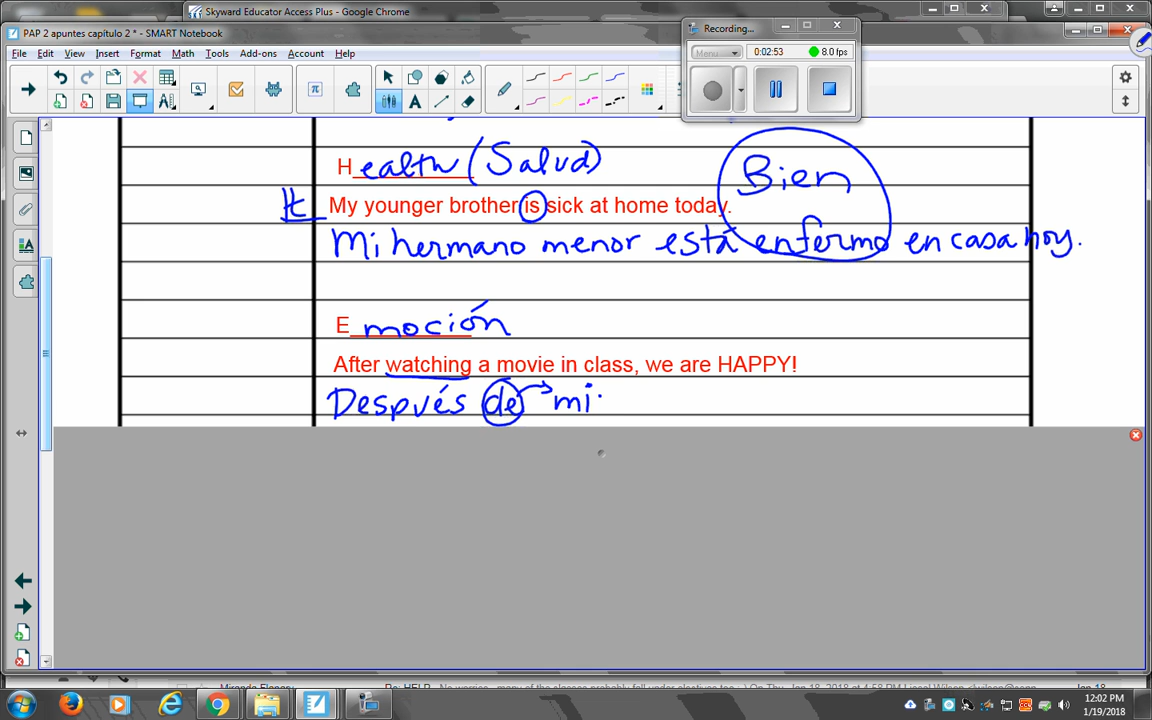 Skyward Educator Access Plus - Google Chrome
PAP 2 apuntes capítulo 2 * - SMART Notebook
Recording...
File Edit View Insert Format Math Tools Add-ons Account Help
Menu 0:02:53 8.0 fps
Health (Salud)
Bien
It My younger brother is sick at home today.
Mi hermano menor está enfermo en casa hoy.
Emoción
After watching a movie in class, we are HAPPY!
Después de mi
12:02 PM
1/19/2018